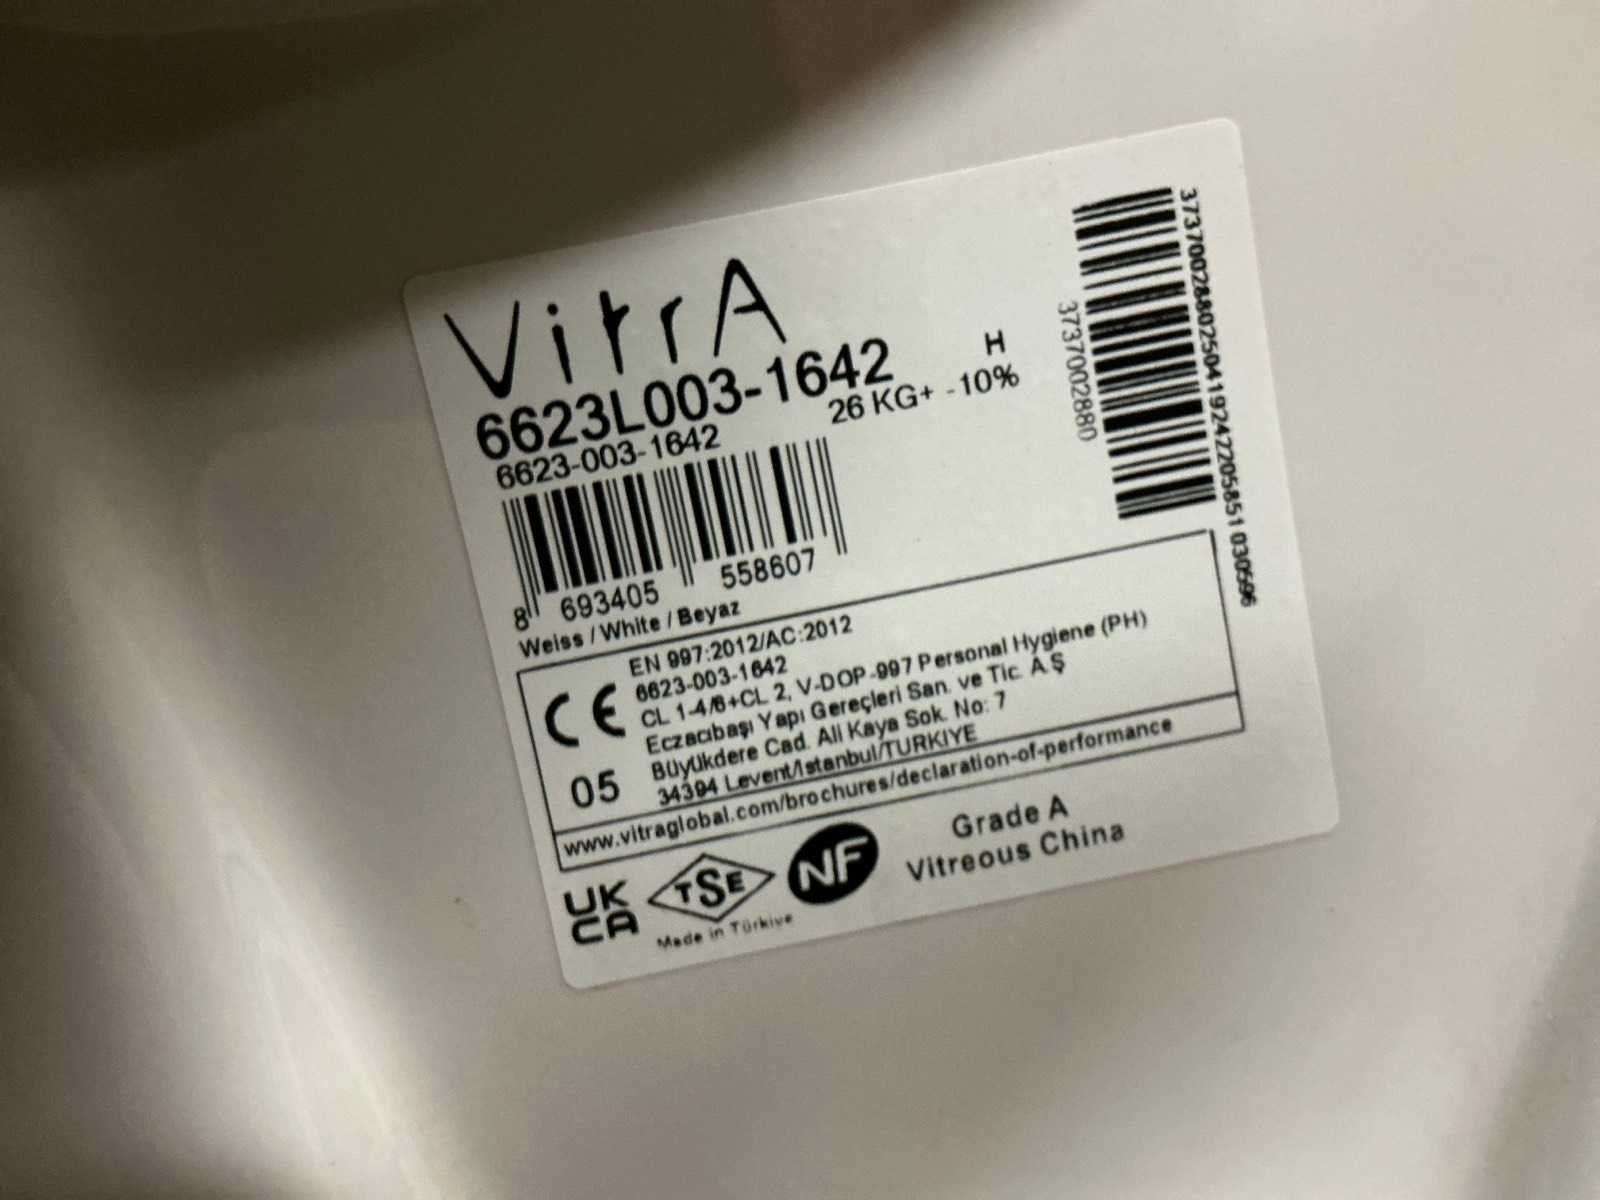 VitrA
6623L003-1642
H
6623-003-1642
26 KG+ -10%
8 693405 558607
Weiss / White / Beyaz
3737002880
EN 997:2012/AC:2012
6623-003-1642
CL 1-4/6+CL 2, V-DOP-997 Personal Hygiene (PH)
Eczacıbaşı Yapı Gereçleri San. ve Tic. A.Ş
Büyükdere Cad. Ali Kaya Sok. No: 7
34394 Levent/Istanbul/TURKIYE
CE
05
www.vitraglobal.com/brochures/declaration-of-performance
UK
CA
TSE
NF
Made in Türkiye
Grade A
Vitreous China